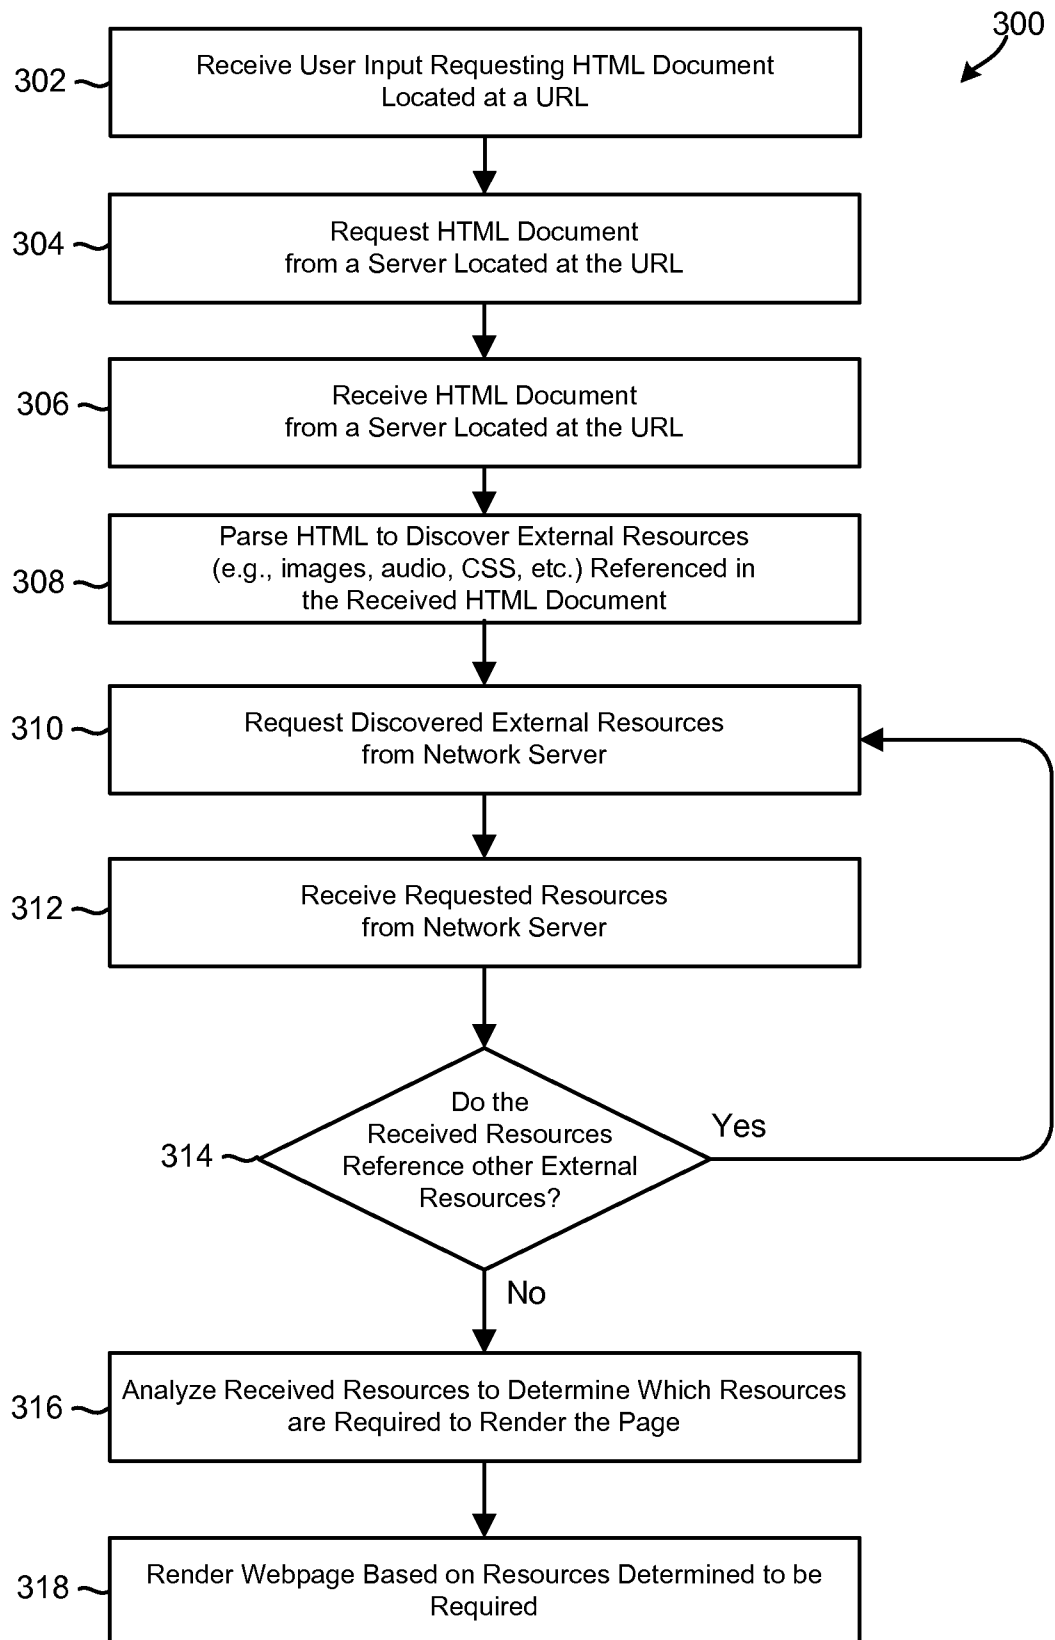 300
302
Receive User Input Requesting HTML Document
Located at a URL
304
Request HTML Document
from a Server Located at the URL
306
Receive HTML Document
from a Server Located at the URL
308
Parse HTML to Discover External Resources
(e.g., images, audio, CSS, etc.) Referenced in
the Received HTML Document
310
Request Discovered External Resources
from Network Server
312
Receive Requested Resources
from Network Server
314
Do the
Received Resources
Reference other External
Resources?
Yes
No
316
Analyze Received Resources to Determine Which Resources
are Required to Render the Page
318
Render Webpage Based on Resources Determined to be
Required